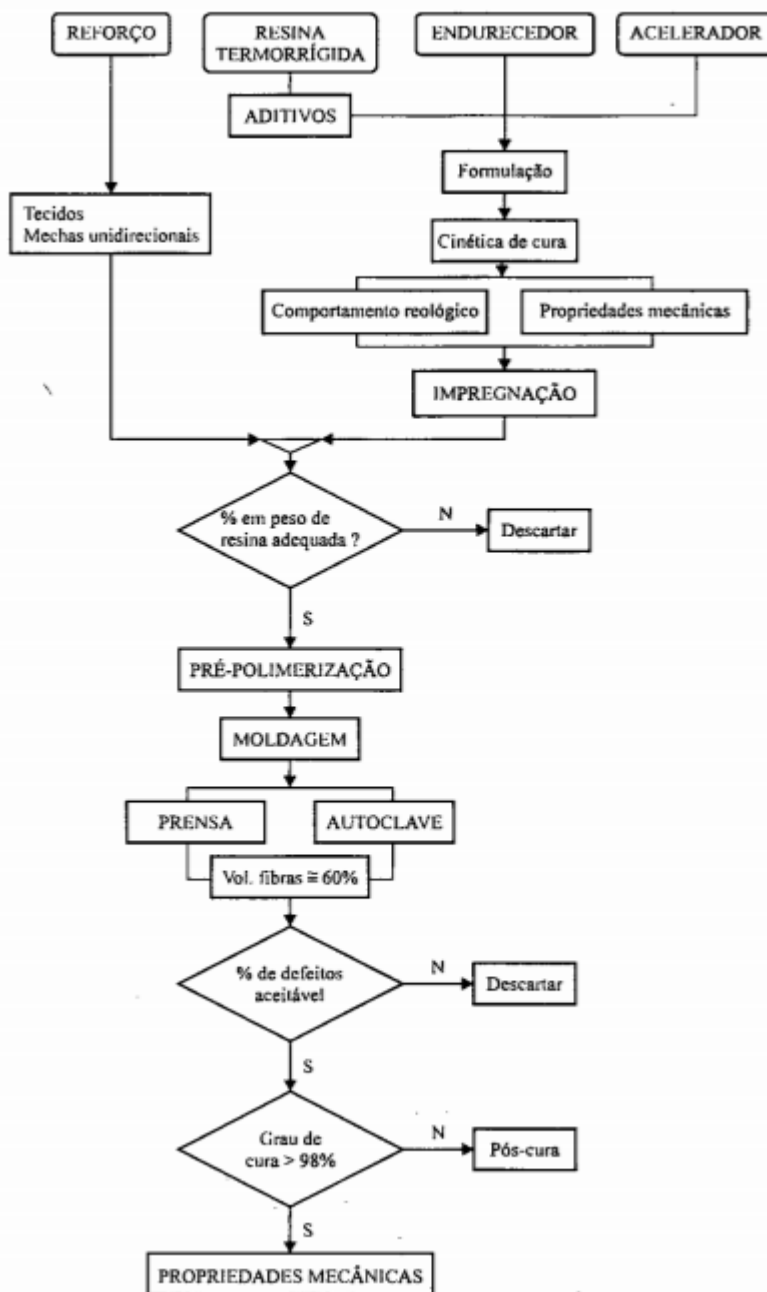 REFORÇO
RESINA
TERMORRÍGIDA
ENDURECEDOR
ACELERADOR
ADITIVOS
Formulação
Tecidos
Mechas unidirecionais
Cinética de cura
Comportamento reológico
Propriedades mecânicas
IMPREGNAÇÃO
% em peso de
resina adequada ?
N
Descartar
S
PRÉ-POLIMERIZAÇÃO
MOLDAGEM
PRENSA
AUTOCLAVE
Vol. fibras ≅ 60%
% de defeitos
aceitável
N
Descartar
S
Grau de
cura > 98%
N
Pós-cura
S
PROPRIEDADES MECÂNICAS